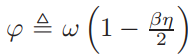 φ ≜ ω (1 − βη/2)